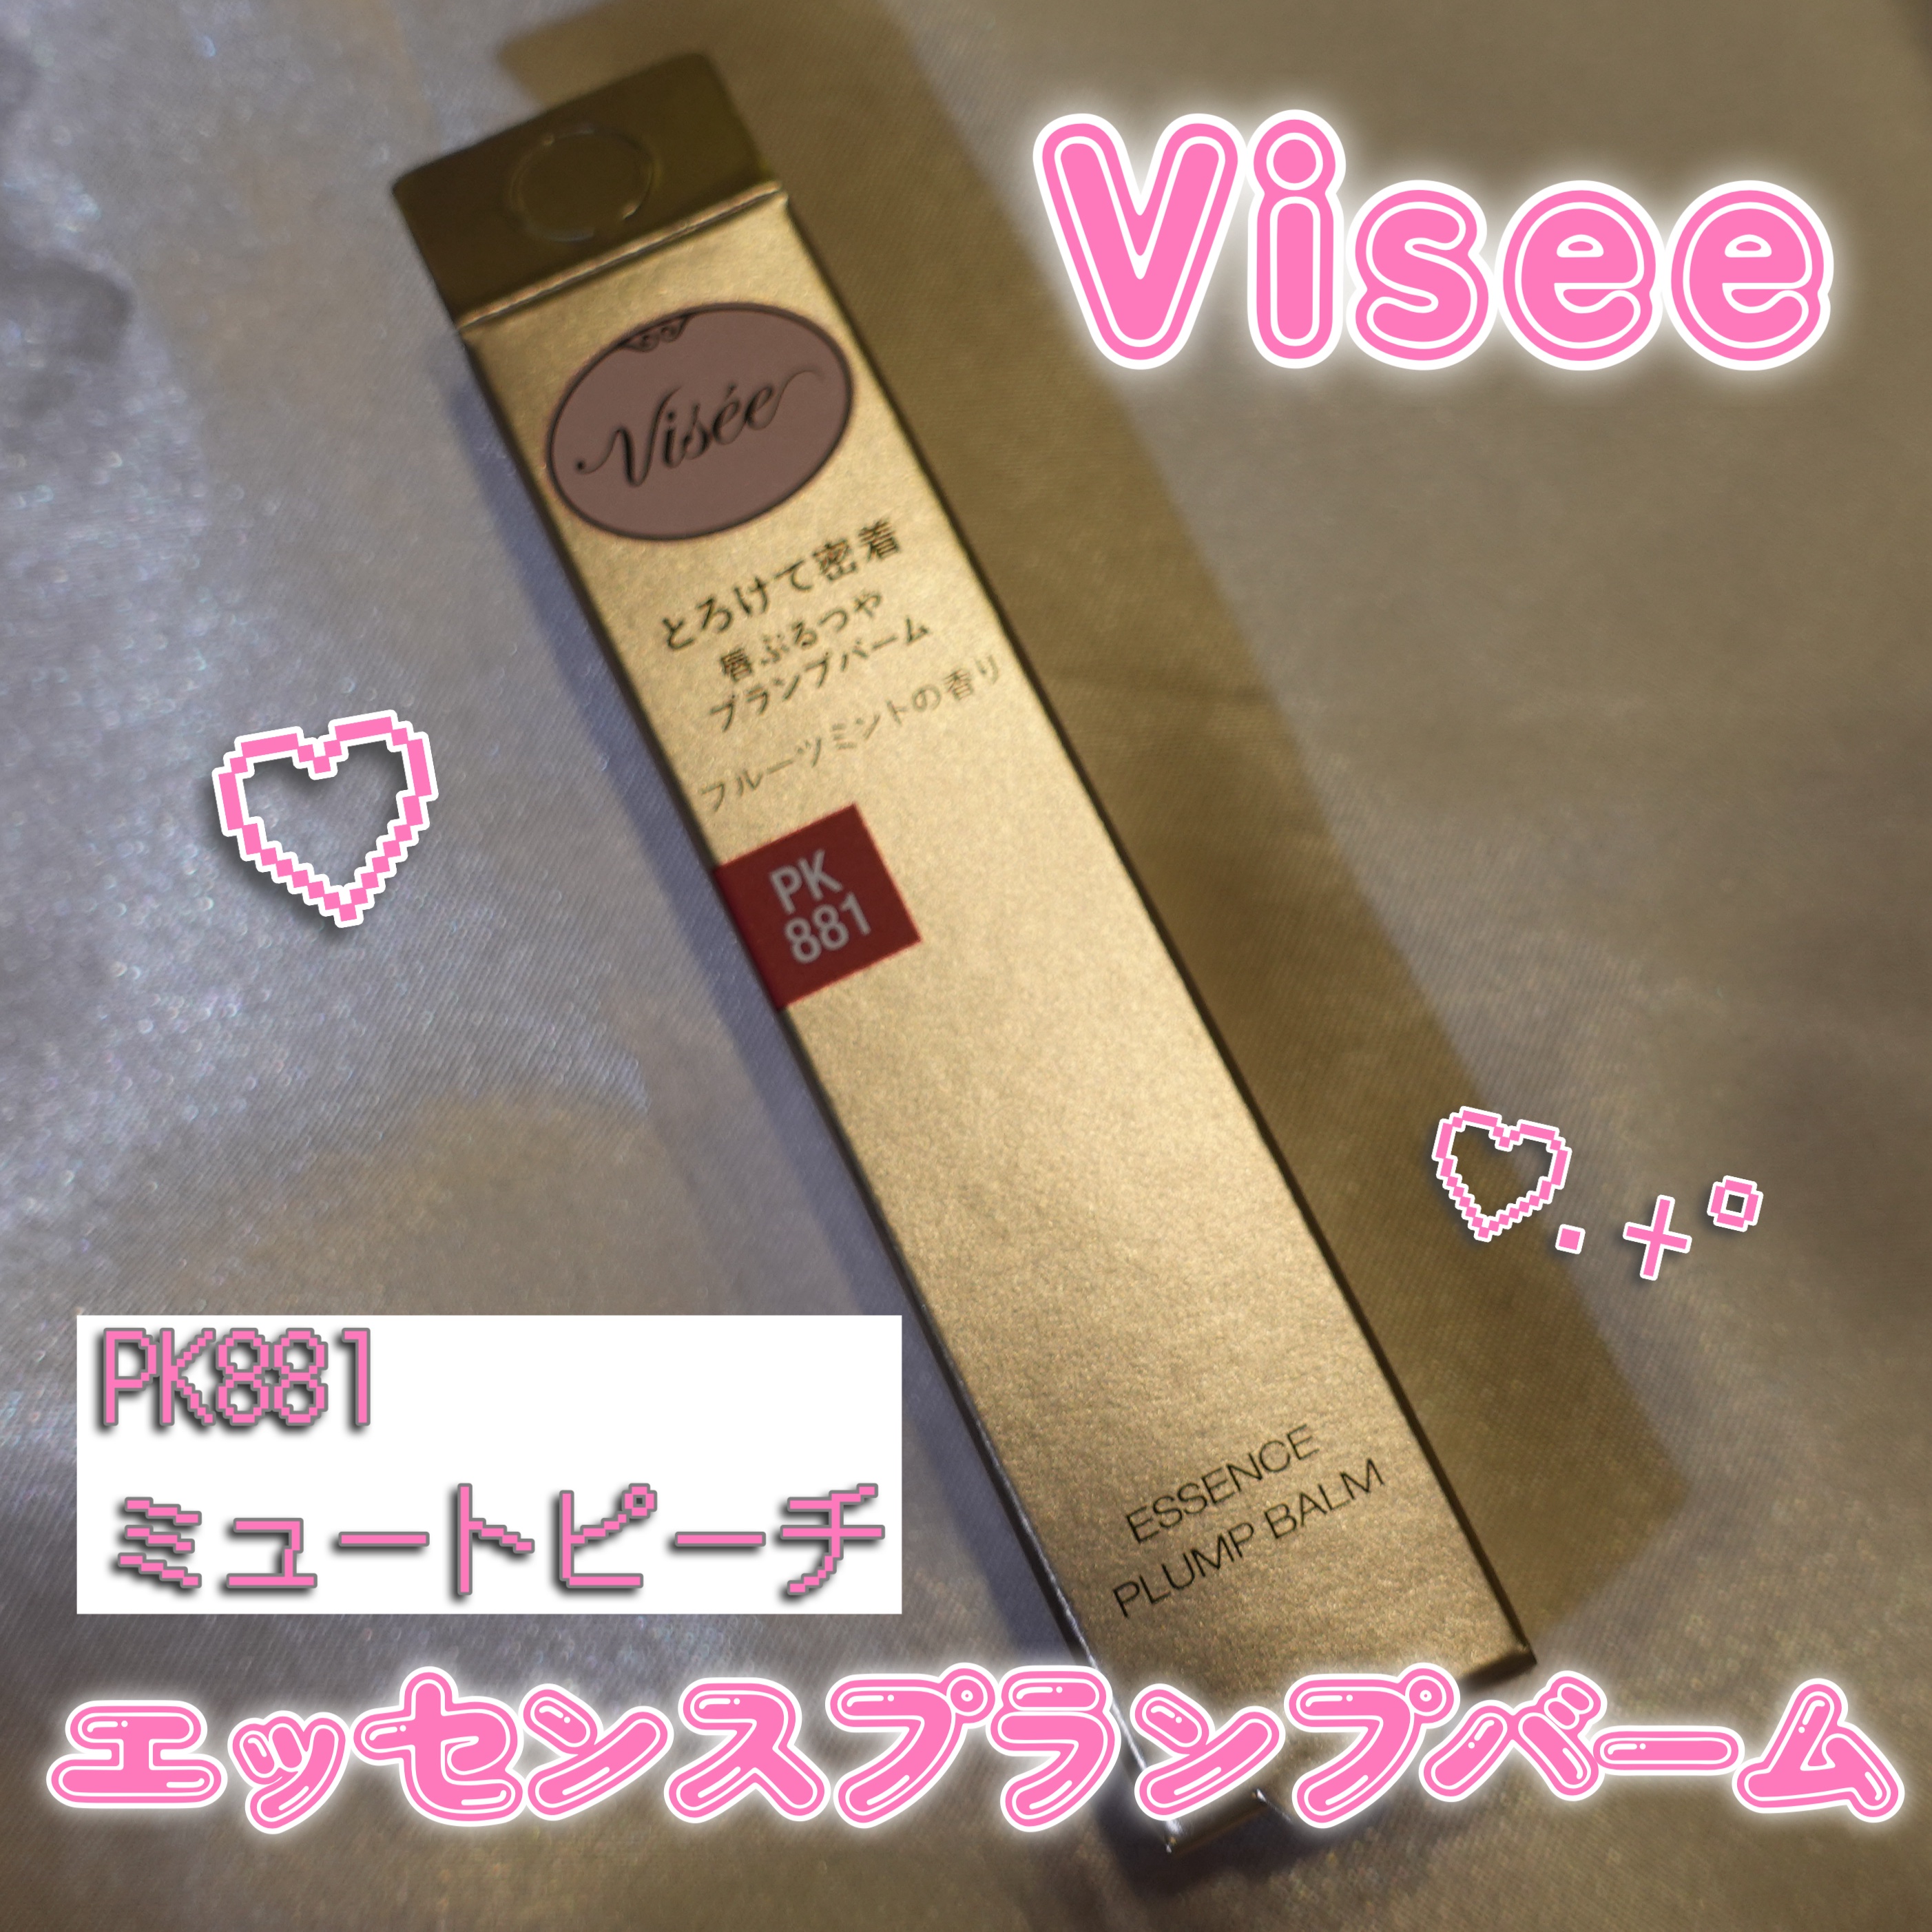 Visee
Visée
とろけて密着
唇ぷるつや
プランプバーム
フルーツミントの香り
PK
881
ESSENCE
PLUMP BALM
PK881
ミュートピーチ
エッセンスプランプバーム